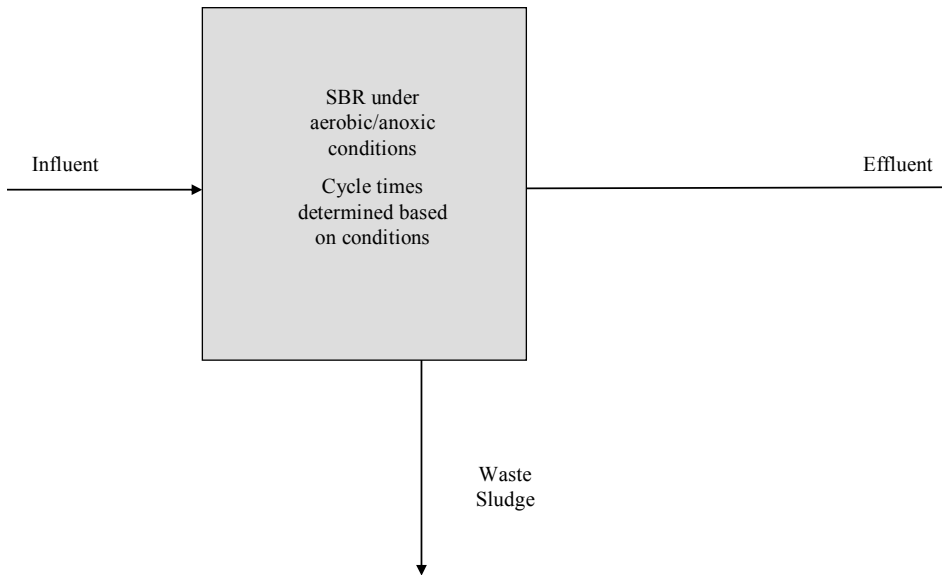 SBR under
aerobic/anoxic
conditions
Influent
Effluent
Cycle times
determined based
on conditions
Waste
Sludge